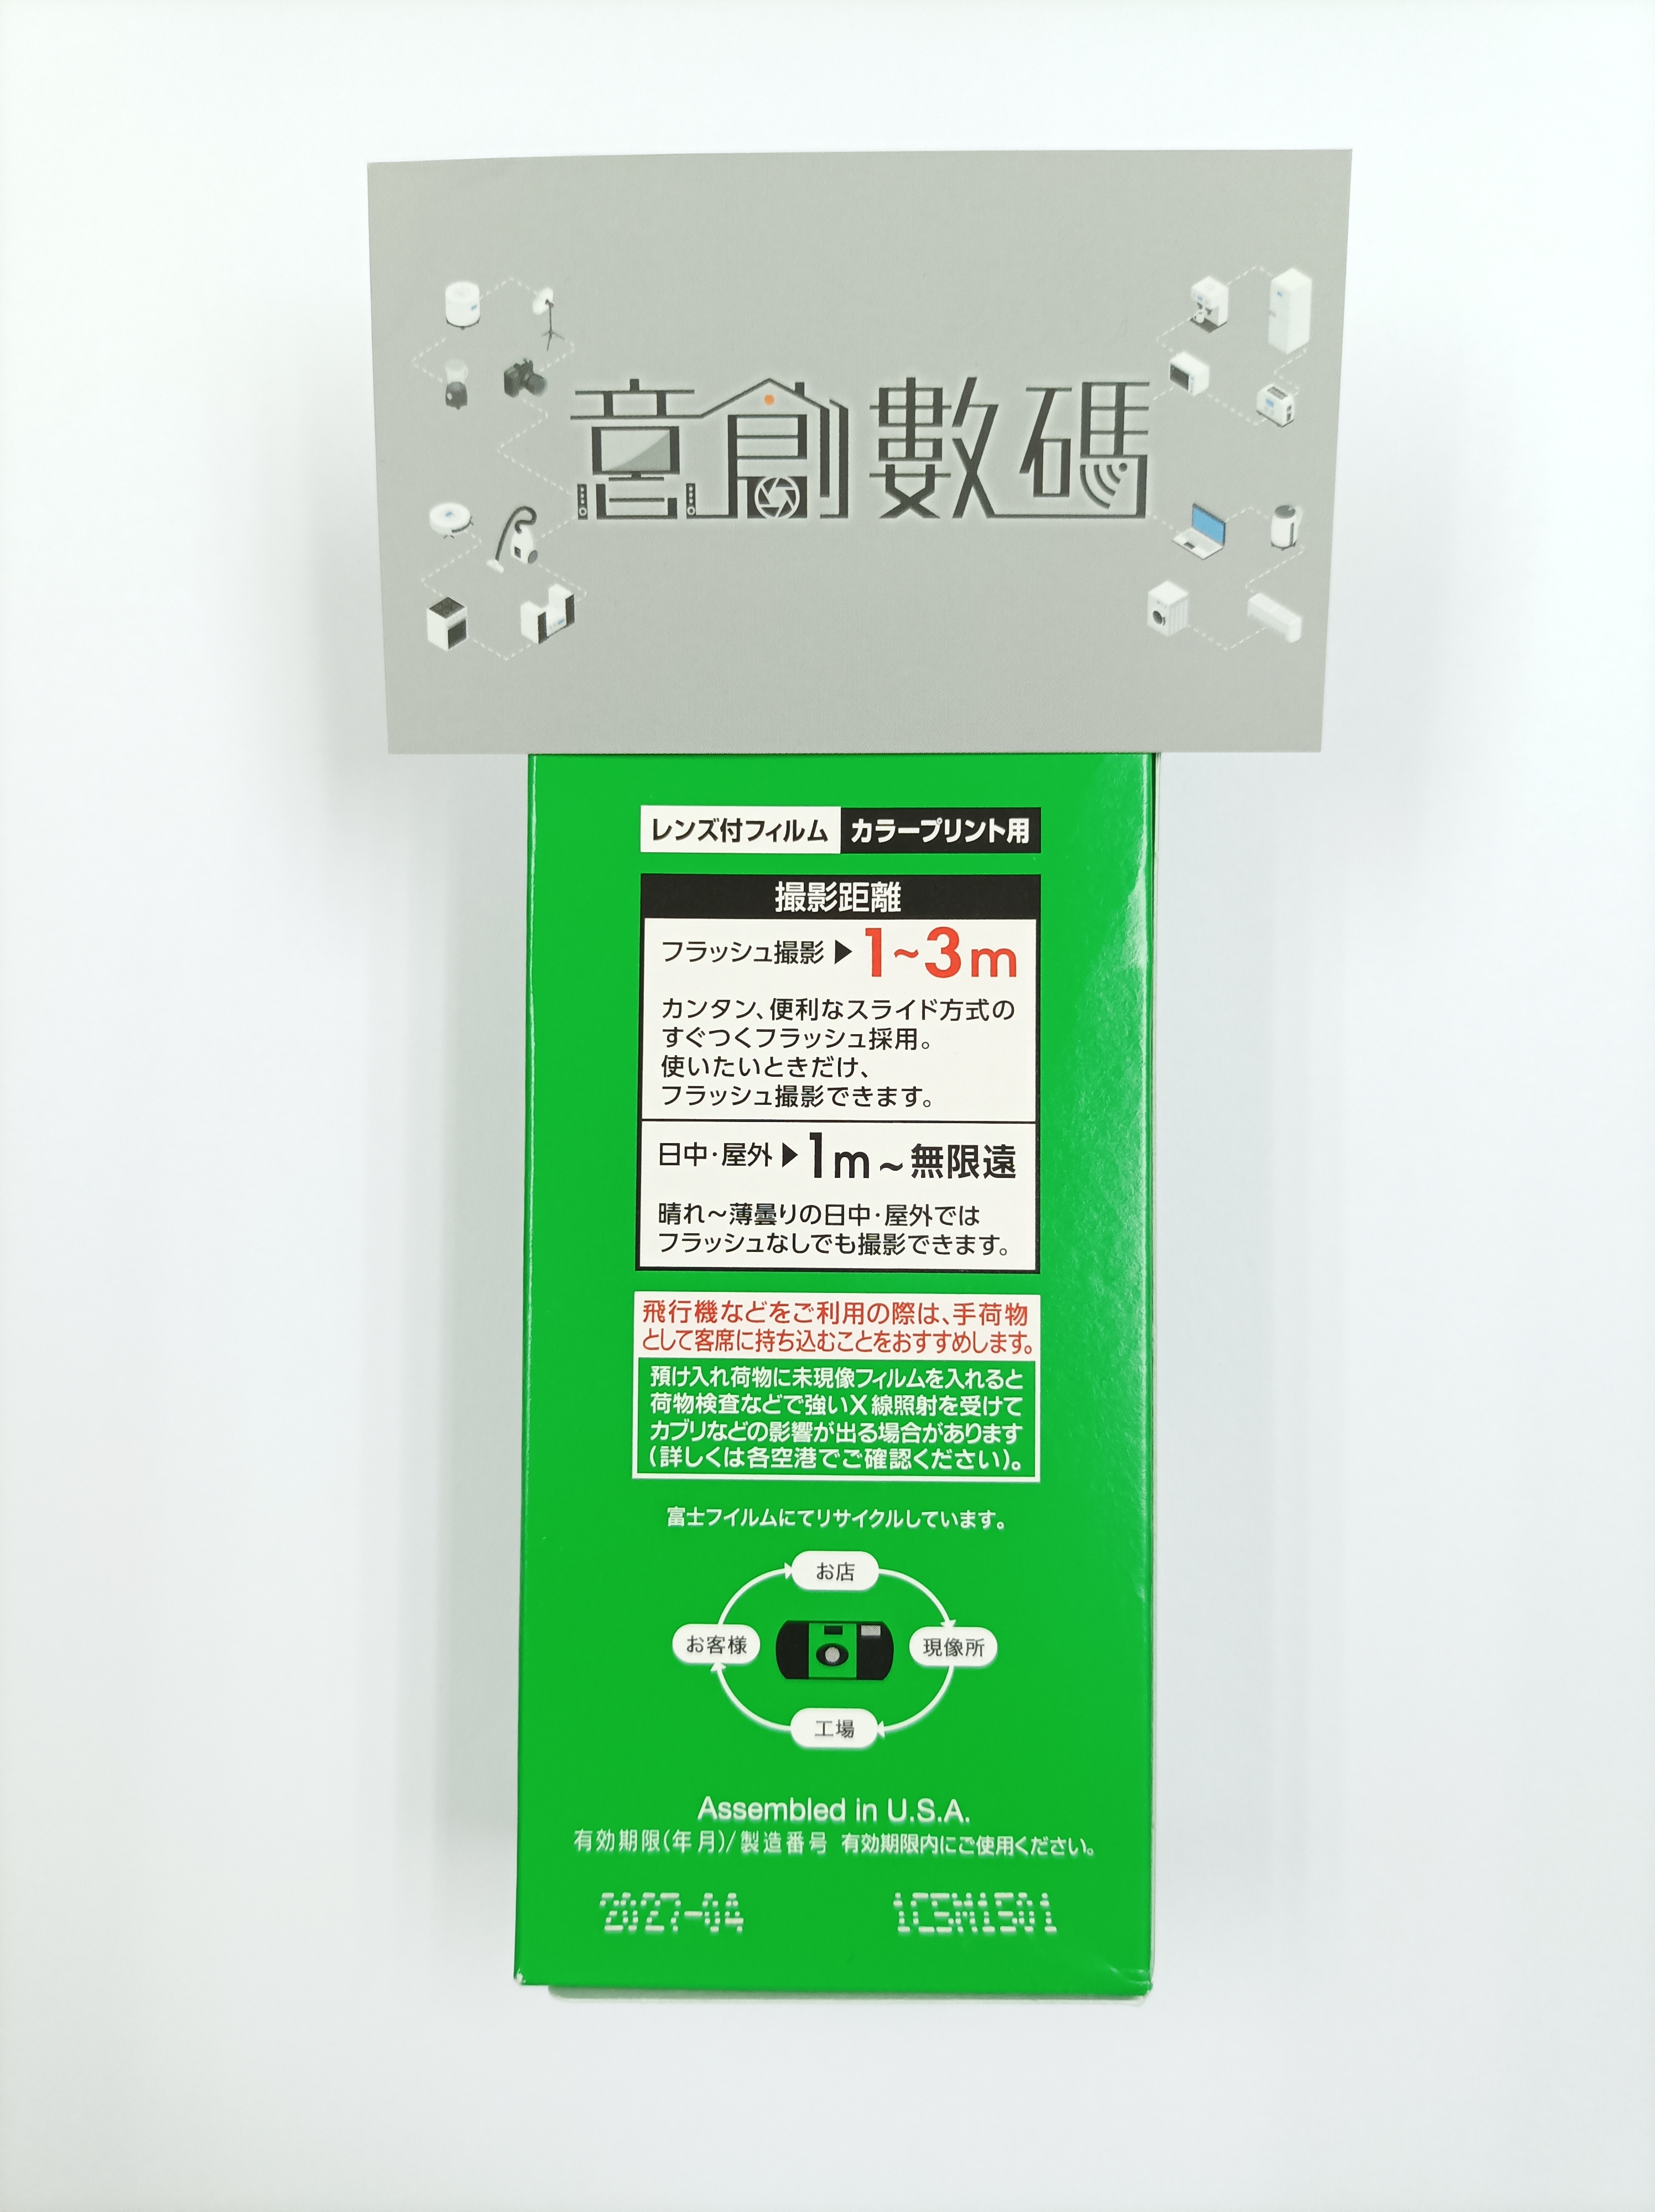 意創數碼
レンズ付フィルム カラープリント用
撮影距離
フラッシュ撮影▶1~3m
カンタン、便利なスライド方式の
すぐつくフラッシュ採用。
使いたいときだけ、
フラッシュ撮影できます。
日中·屋外▶1m~無限遠
晴れ~薄曇りの日中·屋外では
フラッシュなしでも撮影できます。
飛行機などをご利用の際は、手荷物
として客席に持ち込むことをおすすめします。
預け入れ荷物に未現像フィルムを入れると
荷物検査などで強いX線照射を受けて
カブリなどの影響が出る場合があります
(詳しくは各空港でご確認ください)。
富士フイルムにてリサイクルしています。
お店
お客様 現像所
工場
Assembled in U.S.A.
有効期限(年月)/製造番号 有効期限内にご使用ください。
2027-04 1C5M1501